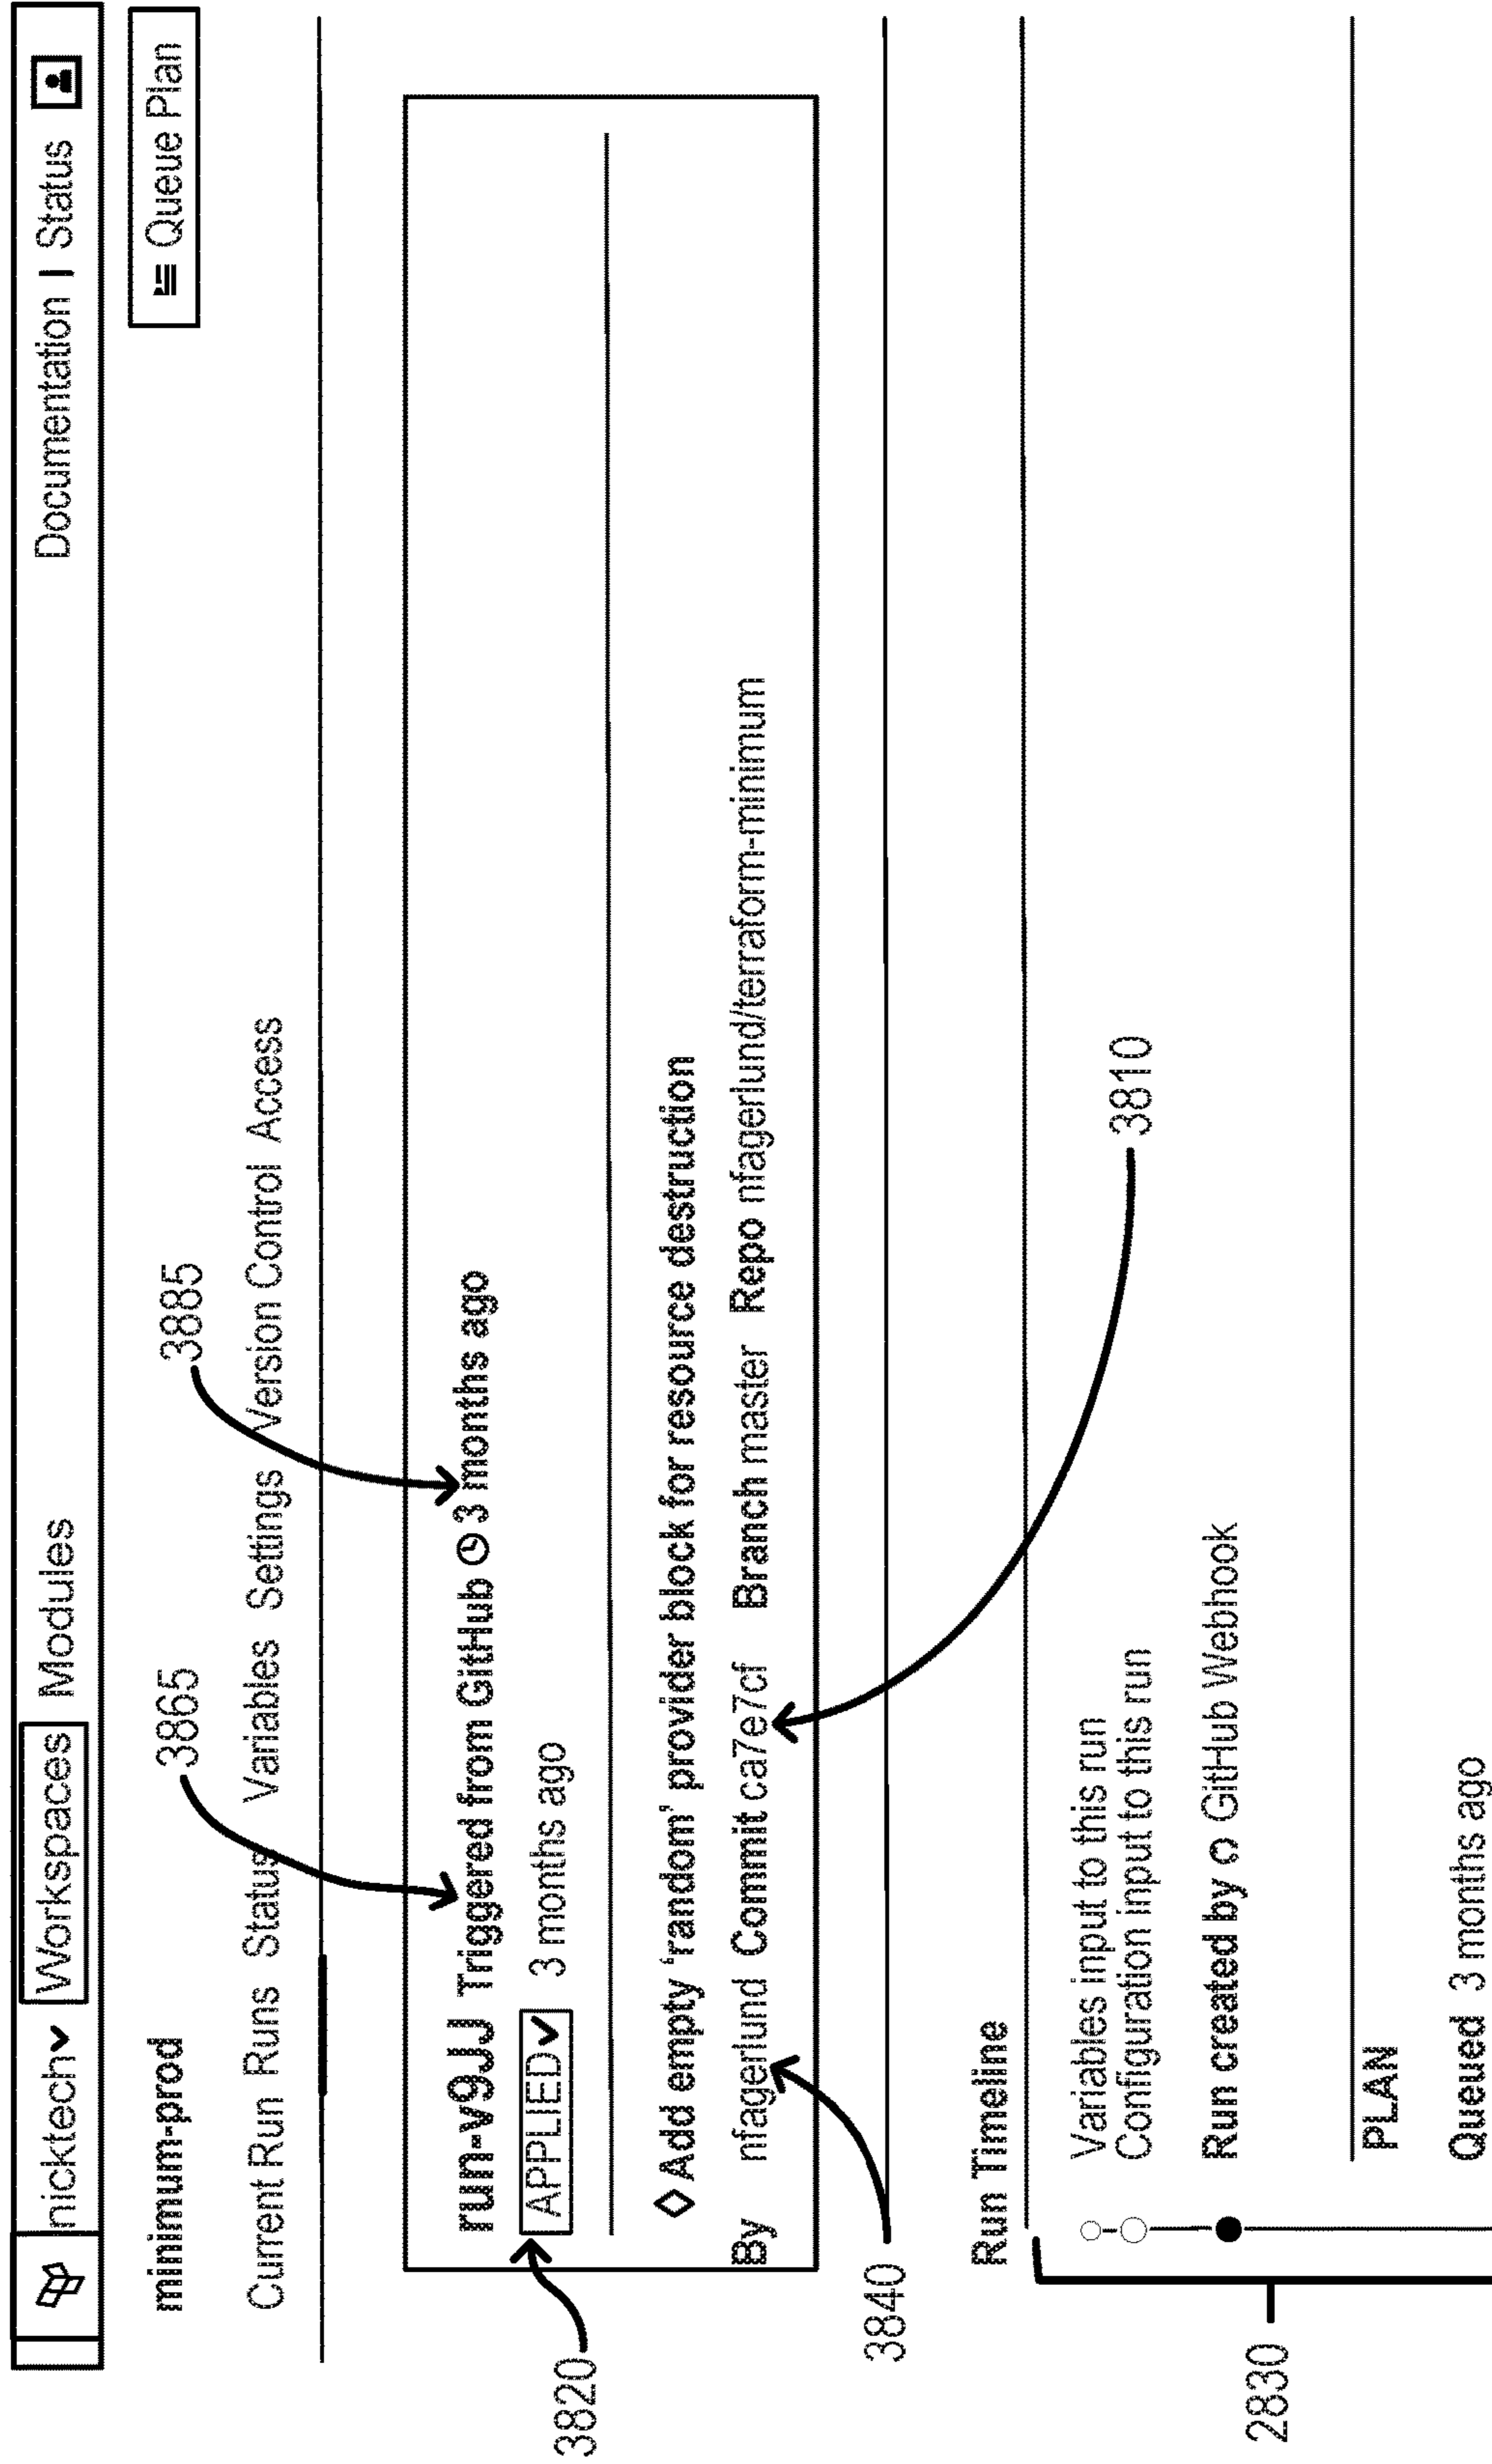 nicktech Workspaces Modules Documentation | Status
minimum-prod
3865
3885
Queue Plan
Current Run Runs Status Variables Settings Version Control Access
run-v9JJ Triggered from GitHub 3 months ago
3820
APPLIED 3 months ago
Add empty ‘random’ provider block for resource destruction
By nfagerlund Commit ca7e7cf Branch master Repo nfagerlund/terraform-minimum
3840
Run Timeline
3810
Variables input to this run
Configuration input to this run
Run created by GitHub Webhook
2830
PLAN
Queued 3 months ago